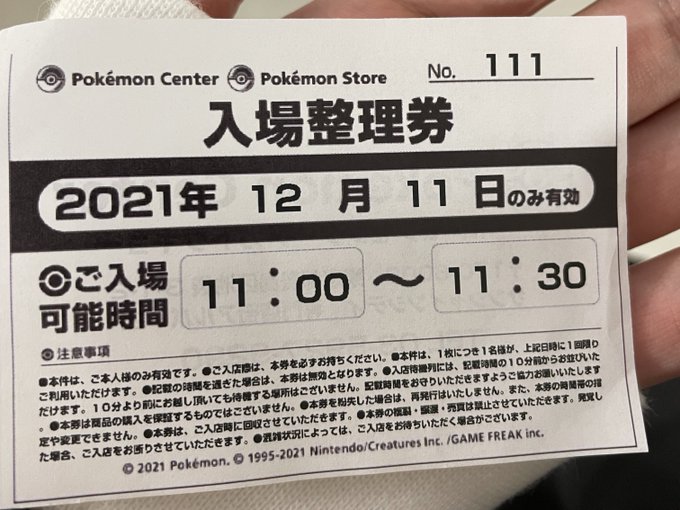 Pokémon Center Pokémon Store No. 111
入場整理券
2021年 12 月 11 日のみ有効
ご入場 11:00 〜 11:30
可能時間
注意事項
●本件は、ご本人様のみ有効です。●ご入店際は、本券を必ずお持ちください。●本件は、1枚につき1名様が、上記日時に1回限り
ご利用いただけます。●記載の時間を過ぎた場合は、本券は無効となります。●入店待機列には、記載時間の10分前からお並びいた
だけます。10分より前にお越し頂いても待機する場所はございません。記載時間をお守りいただきますようご協力お願いいたします
。●本券は商品の購入を保証するものではございません。●本券を紛失した場合は、再発行はいたしません。また、本券の時間帯の指
定や変更できません。●本券は、ご入店時に回収させていただきます。●本券の複製・譲渡・売買は禁止させていただきます。発覚し
た場合、ご入店をお断りさせていただきます。●混雑状況によっては、ご入店をお待ちいただく場合がございます。
© 2021 Pokémon. © 1995-2021 Nintendo/Creatures Inc. /GAME FREAK inc.